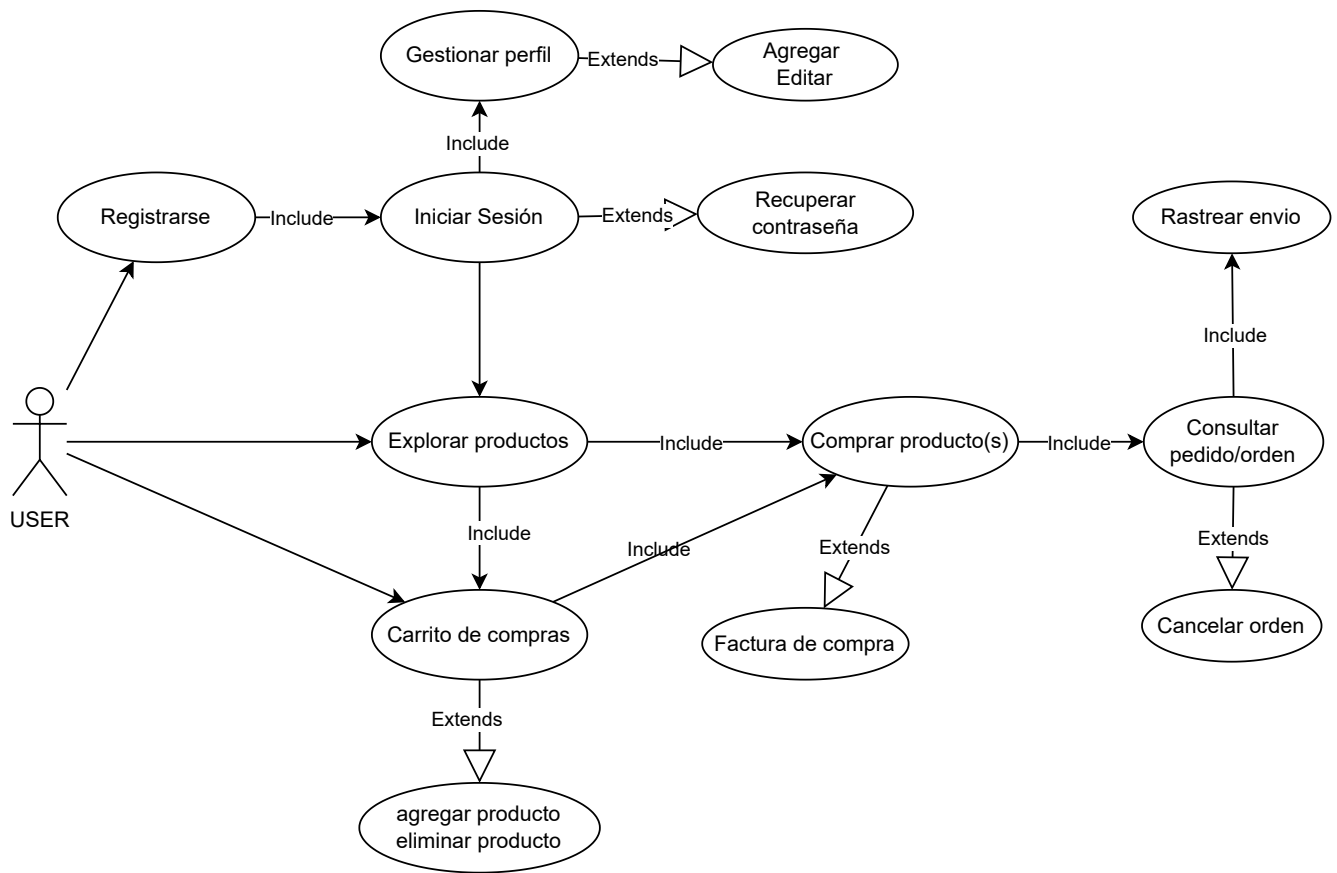 Gestionar perfil
Extends
Agregar
Editar
Include
Registrarse
Include
Iniciar Sesión
Extends
Recuperar
contraseña
Rastrear envio
Include
USER
Explorar productos
Include
Comprar producto(s)
Include
Consultar
pedido/orden
Include
Include
Extends
Extends
Carrito de compras
Factura de compra
Cancelar orden
Extends
agregar producto
eliminar producto